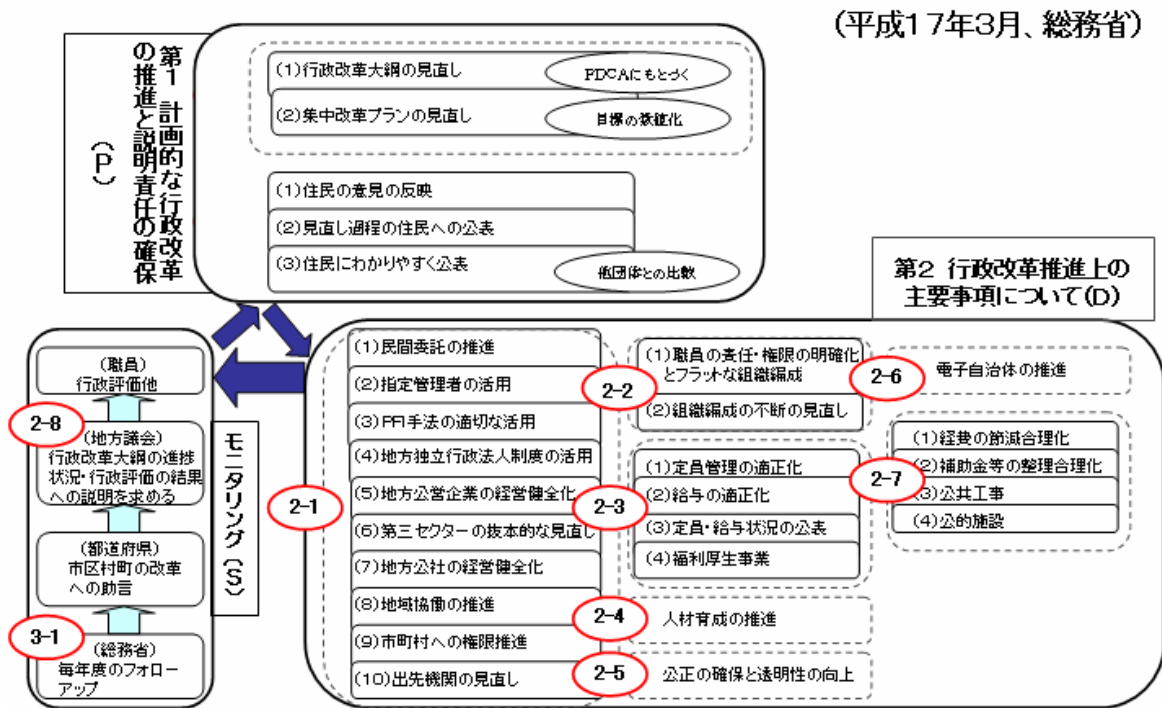 (平成17年3月、総務省)
第1 計画的な行政改革
の推進と説明責任の確保
(P)
(1)行政改革大綱の見直し
PDCAにもとづく
(2)集中改革プランの見直し
目標の数値化
(1)住民の意見の反映
(2)見直し過程の住民への公表
(3)住民にわかりやすく公表
他団体との比較
第2 行政改革推進上の
主要事項について(D)
(職員)
行政評価他
2-8
(地方議会)
行政改革大綱の進捗
状況・行政評価の結果
への説明を求める
(都道府県)
市区村町の改革
への助言
3-1
(総務省)
毎年度のフォロー
アップ
モニタリング(S)
2-1
(1)民間委託の推進
(2)指定管理者の活用
(3)PFI手法の適切な活用
(4)地方独立行政法人制度の活用
(5)地方公営企業の経営健全化
(6)第三セクターの抜本的な見直し
(7)地方公社の経営健全化
(8)地域協働の推進
(9)市町村への権限推進
(10)出先機関の見直し
2-2
(1)職員の責任・権限の明確化
とフラットな組織編成
(2)組織編成の不断の見直し
2-3
(1)定員管理の適正化
(2)給与の適正化
(3)定員・給与状況の公表
(4)福利厚生事業
2-4
人材育成の推進
2-5
公正の確保と透明性の向上
2-6
電子自治体の推進
2-7
(1)経費の節減合理化
(2)補助金等の整理合理化
(3)公共工事
(4)公的施設